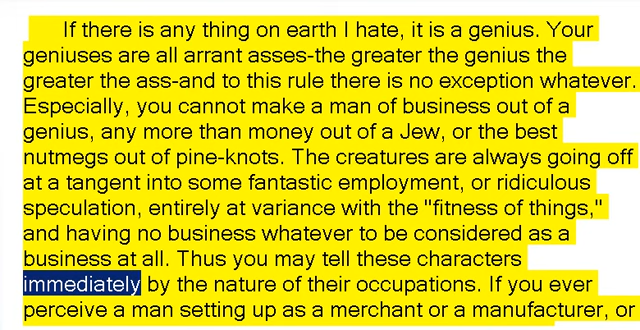 If there is any thing on earth I hate, it is a genius. Your
geniuses are all arrant asses-the greater the genius the
greater the ass-and to this rule there is no exception whatever.
Especially, you cannot make a man of business out of a
genius, any more than money out of a Jew, or the best
nutmegs out of pine-knots. The creatures are always going off
at a tangent into some fantastic employment, or ridiculous
speculation, entirely at variance with the "fitness of things,"
and having no business whatever to be considered as a
business at all. Thus you may tell these characters
immediately by the nature of their occupations. If you ever
perceive a man setting up as a merchant or a manufacturer, or